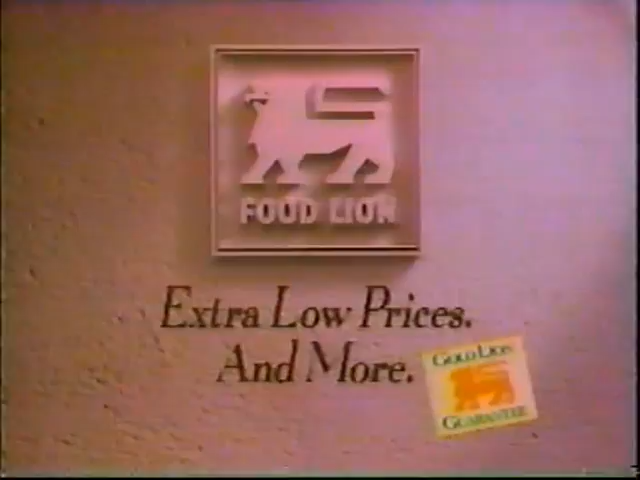 FOOD LION
Extra Low Prices.
And More.
GOLD LION
GUARANTEE